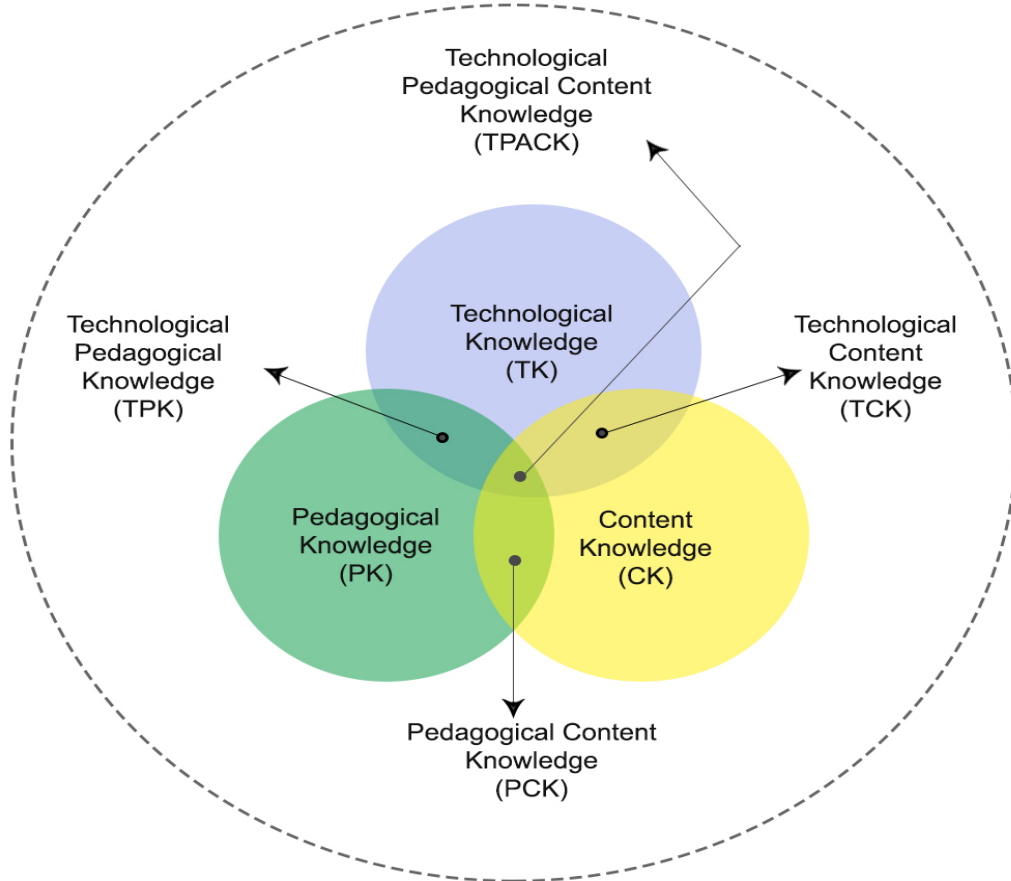 Technological
Pedagogical Content
Knowledge
(TPACK)
Technological
Knowledge
(TK)
Technological
Pedagogical
Knowledge
(TPK)
Technological
Content
Knowledge
(TCK)
Pedagogical
Knowledge
(PK)
Content
Knowledge
(CK)
Pedagogical Content
Knowledge
(PCK)